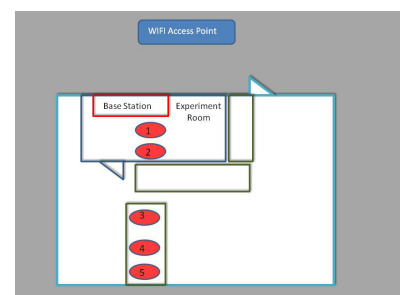 WIFI Access Point
Base Station
Experiment
Room
1
2
3
4
5